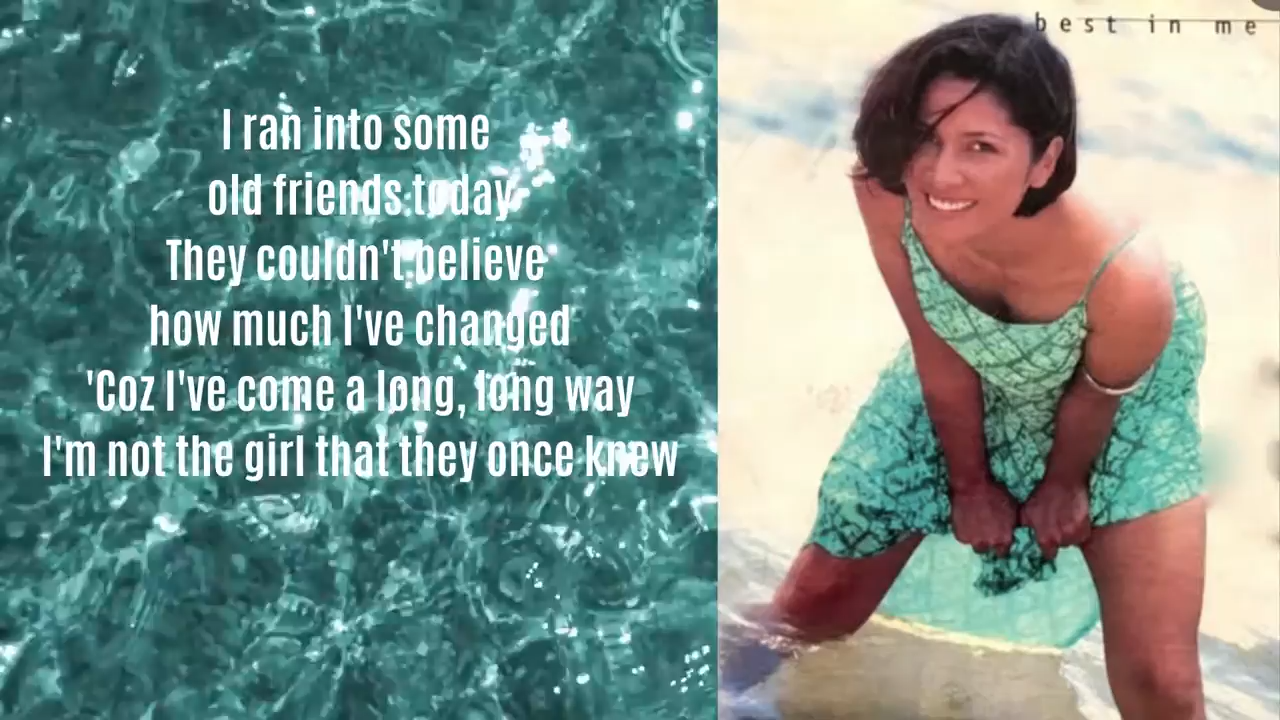 I ran into some
old friends today
They couldn't believe
how much I've changed
'Coz I've come a long, long way
I'm not the girl that they once knew
best in me